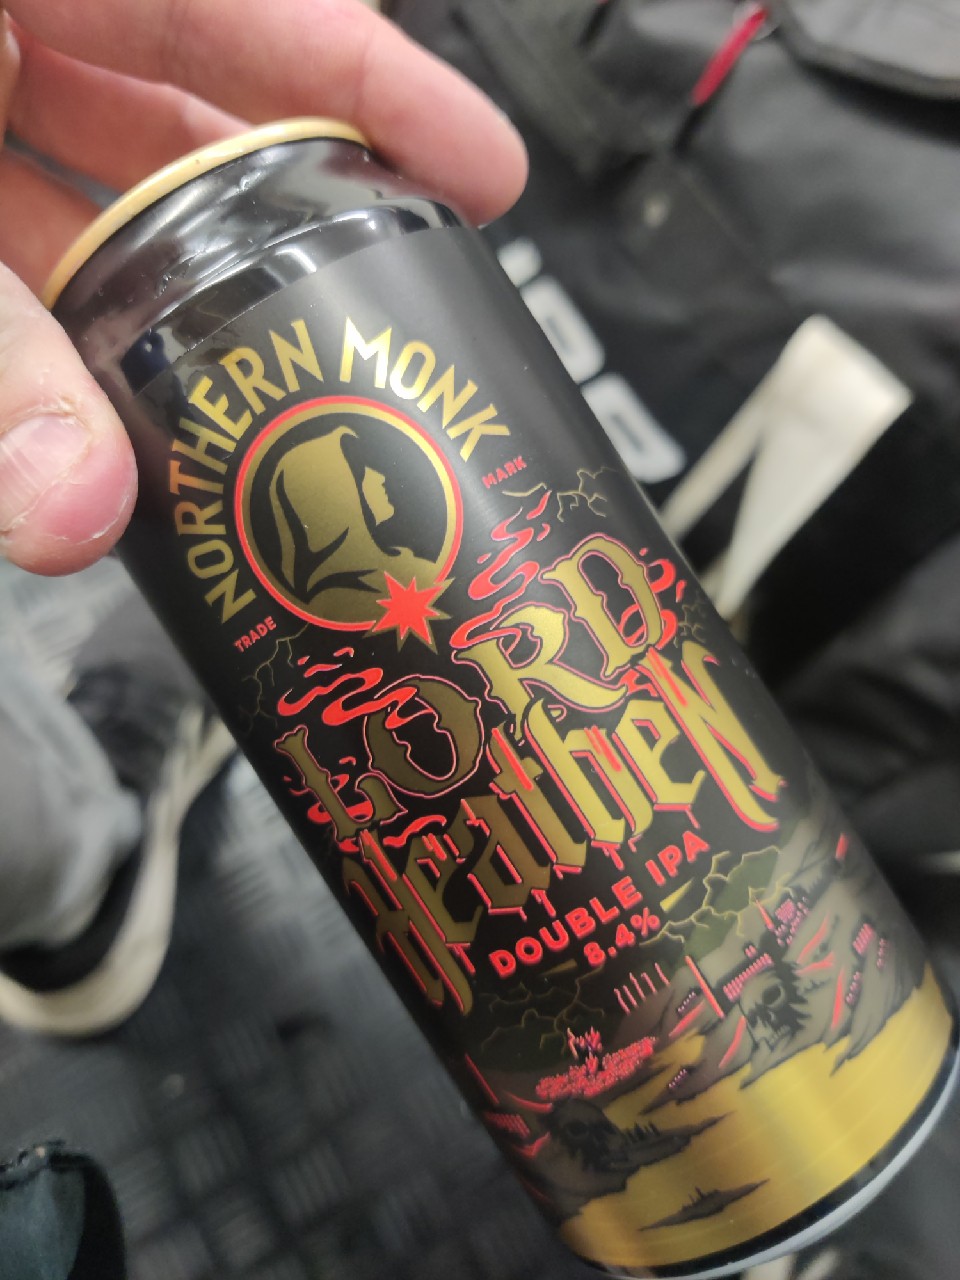 NORTHERN MONK
TRADE MARK
LORD
Heathen
DOUBLE IPA
8.4%